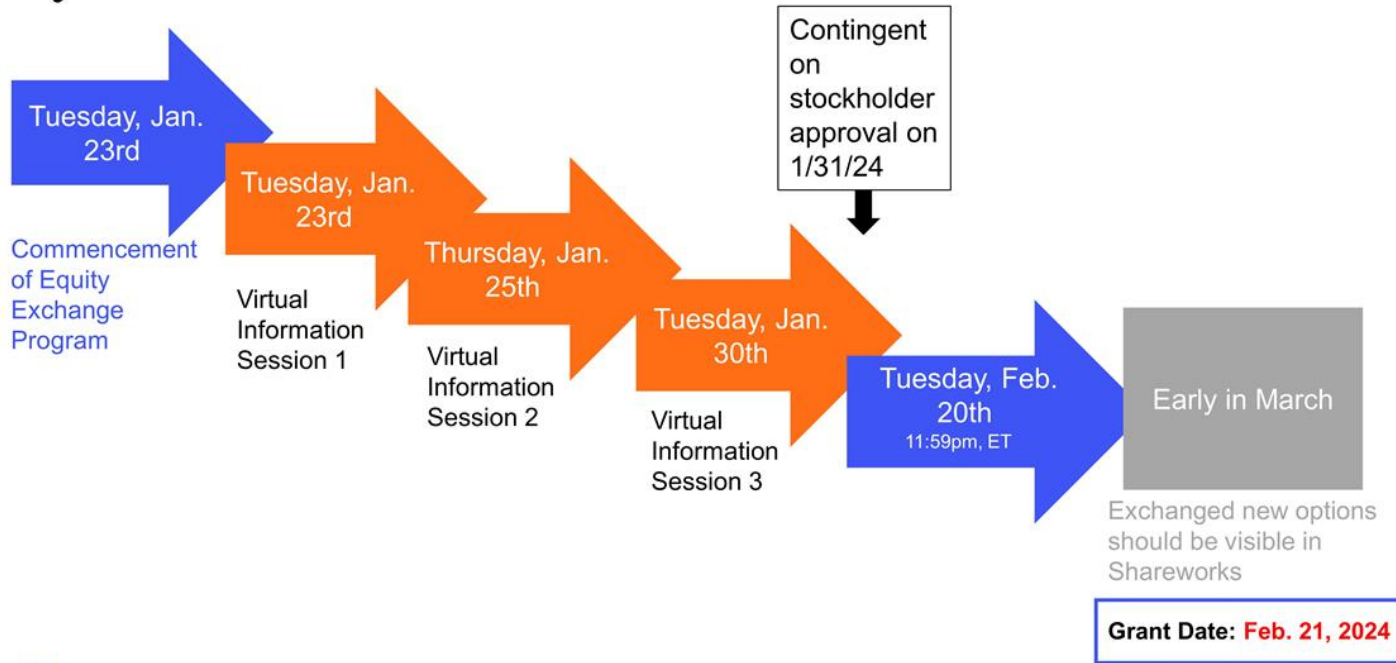 Contingent
on
stockholder
approval on
1/31/24
Tuesday, Jan.
23rd
Commencement
of Equity
Exchange
Program
Tuesday, Jan.
23rd
Virtual
Information
Session 1
Thursday, Jan.
25th
Virtual
Information
Session 2
Tuesday, Jan.
30th
Virtual
Information
Session 3
Tuesday, Feb.
20th
11:59pm, ET
Early in March
Exchanged new options
should be visible in
Shareworks
Grant Date: Feb. 21, 2024